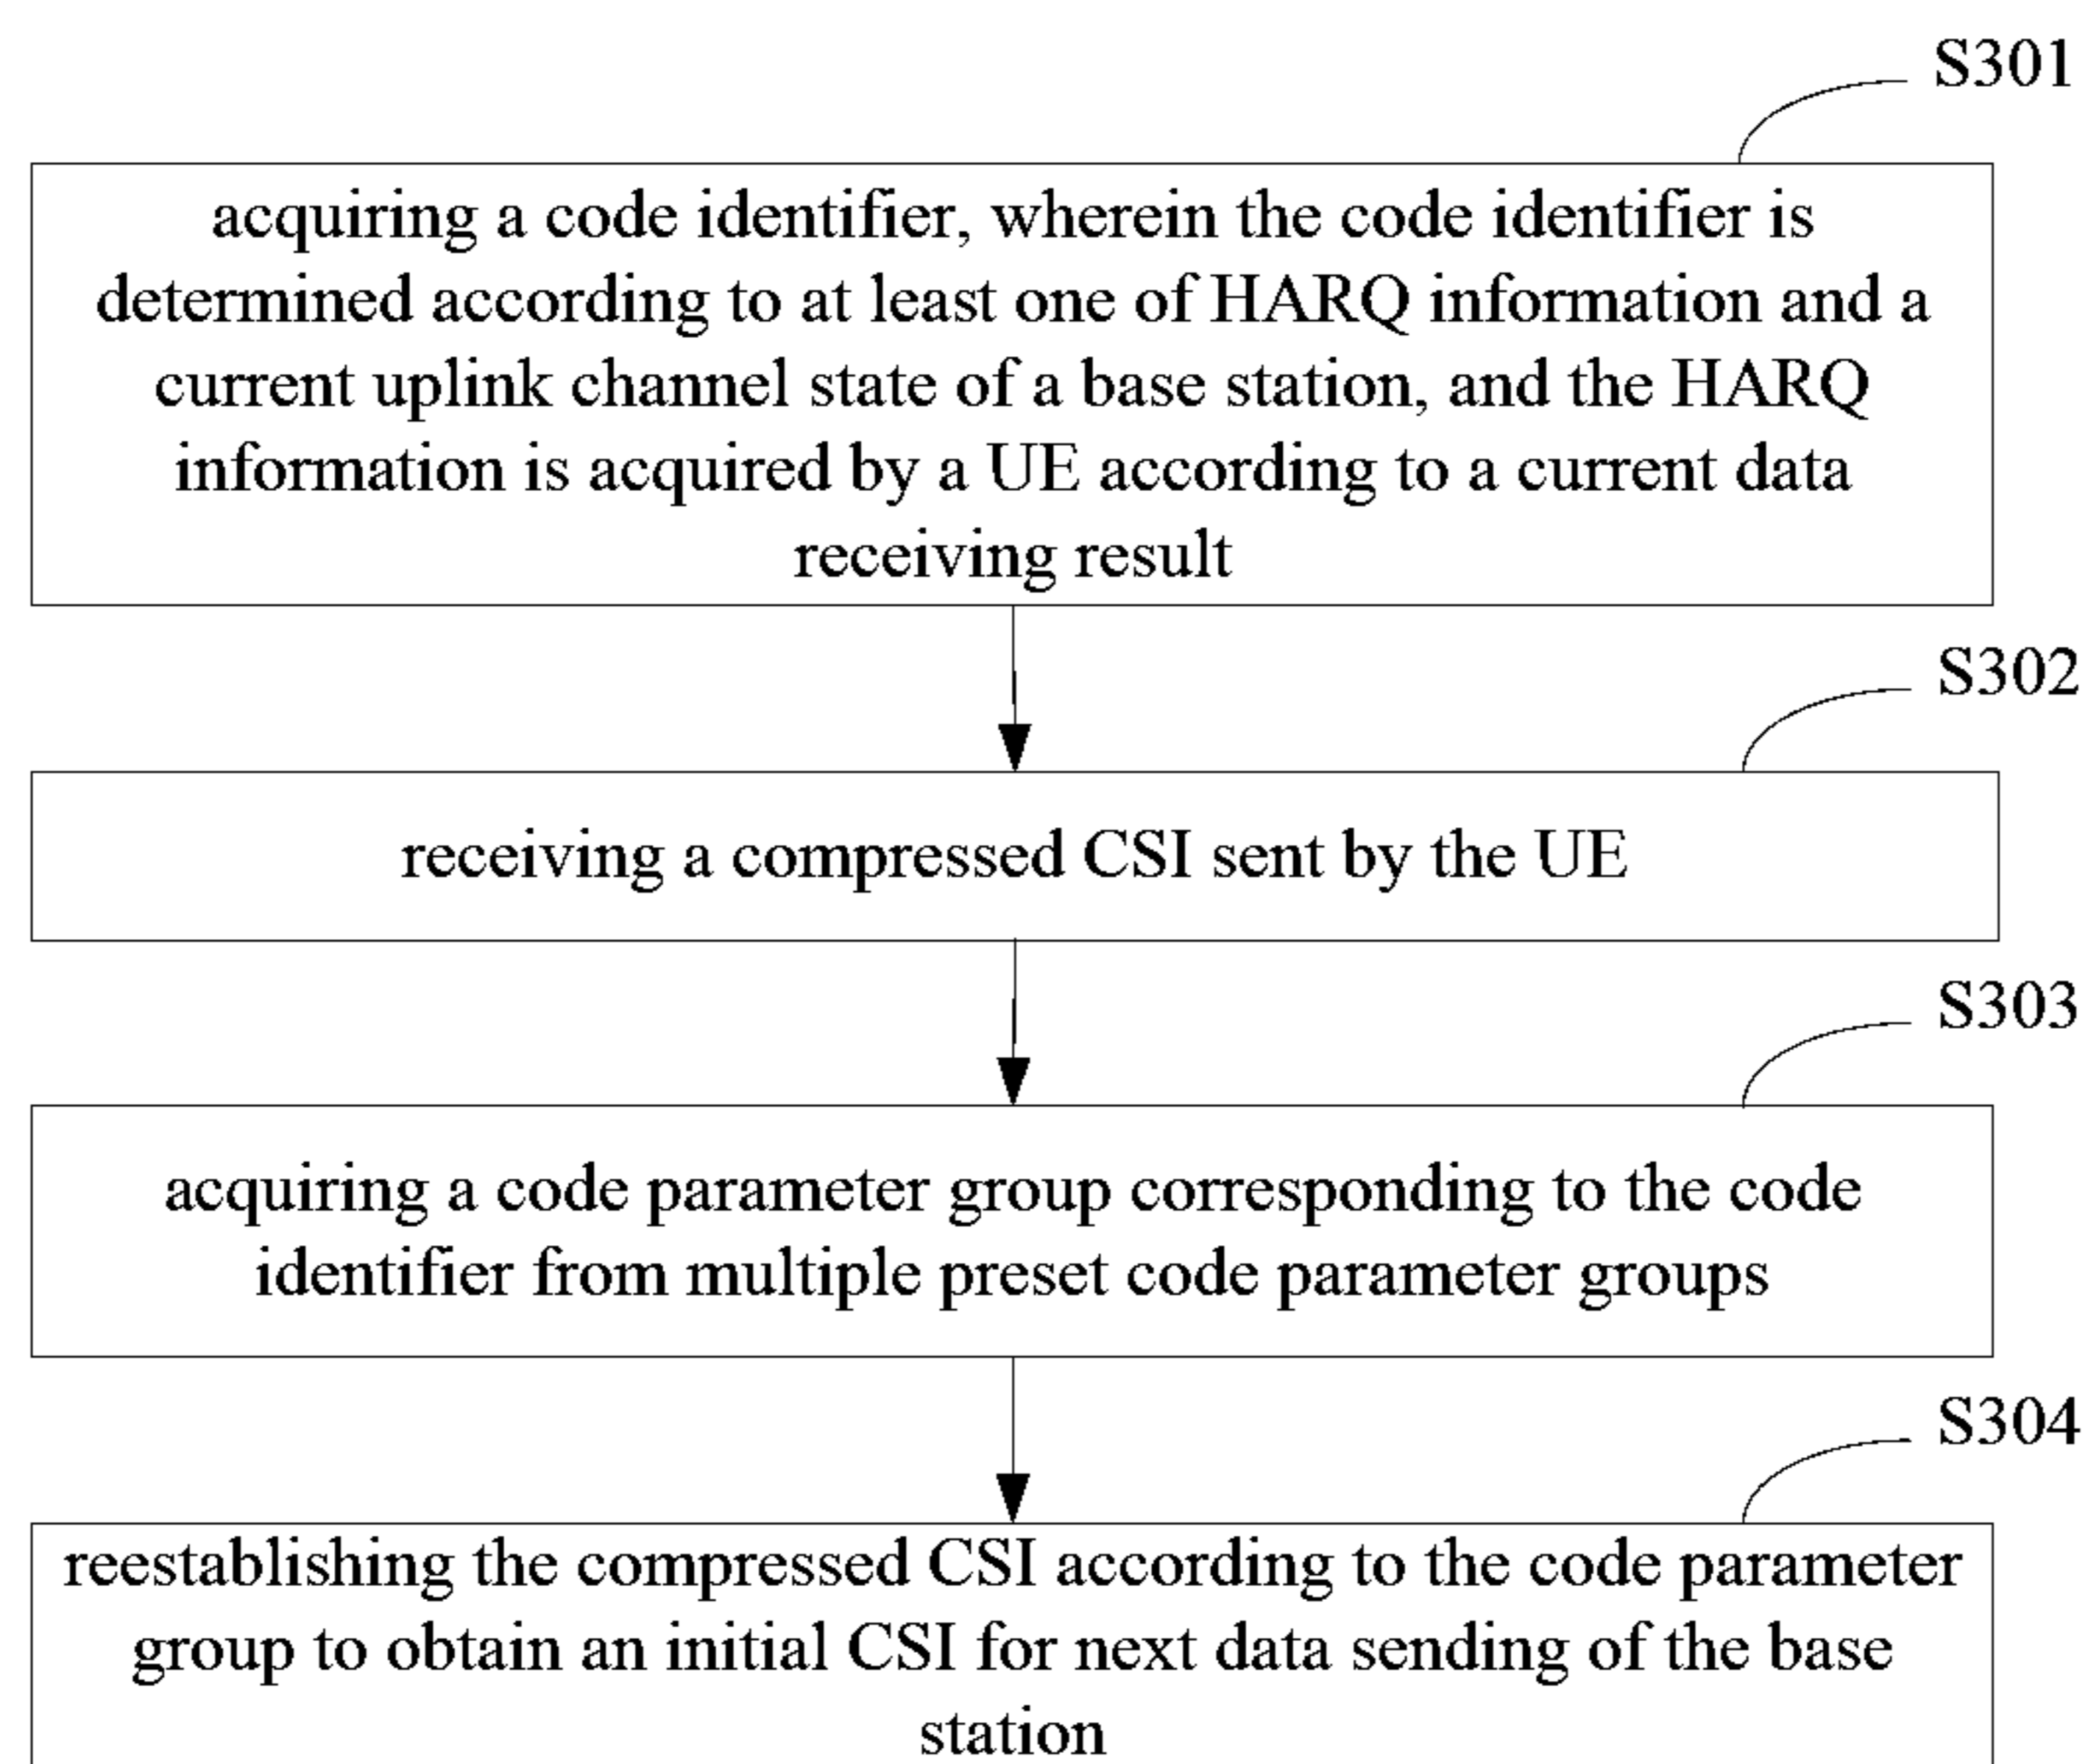 S301
acquiring a code identifier, wherein the code identifier is
determined according to at least one of HARQ information and a
current uplink channel state of a base station, and the HARQ
information is acquired by a UE according to a current data
receiving result
S302
receiving a compressed CSI sent by the UE
S303
acquiring a code parameter group corresponding to the code
identifier from multiple preset code parameter groups
S304
reestablishing the compressed CSI according to the code parameter
group to obtain an initial CSI for next data sending of the base
station